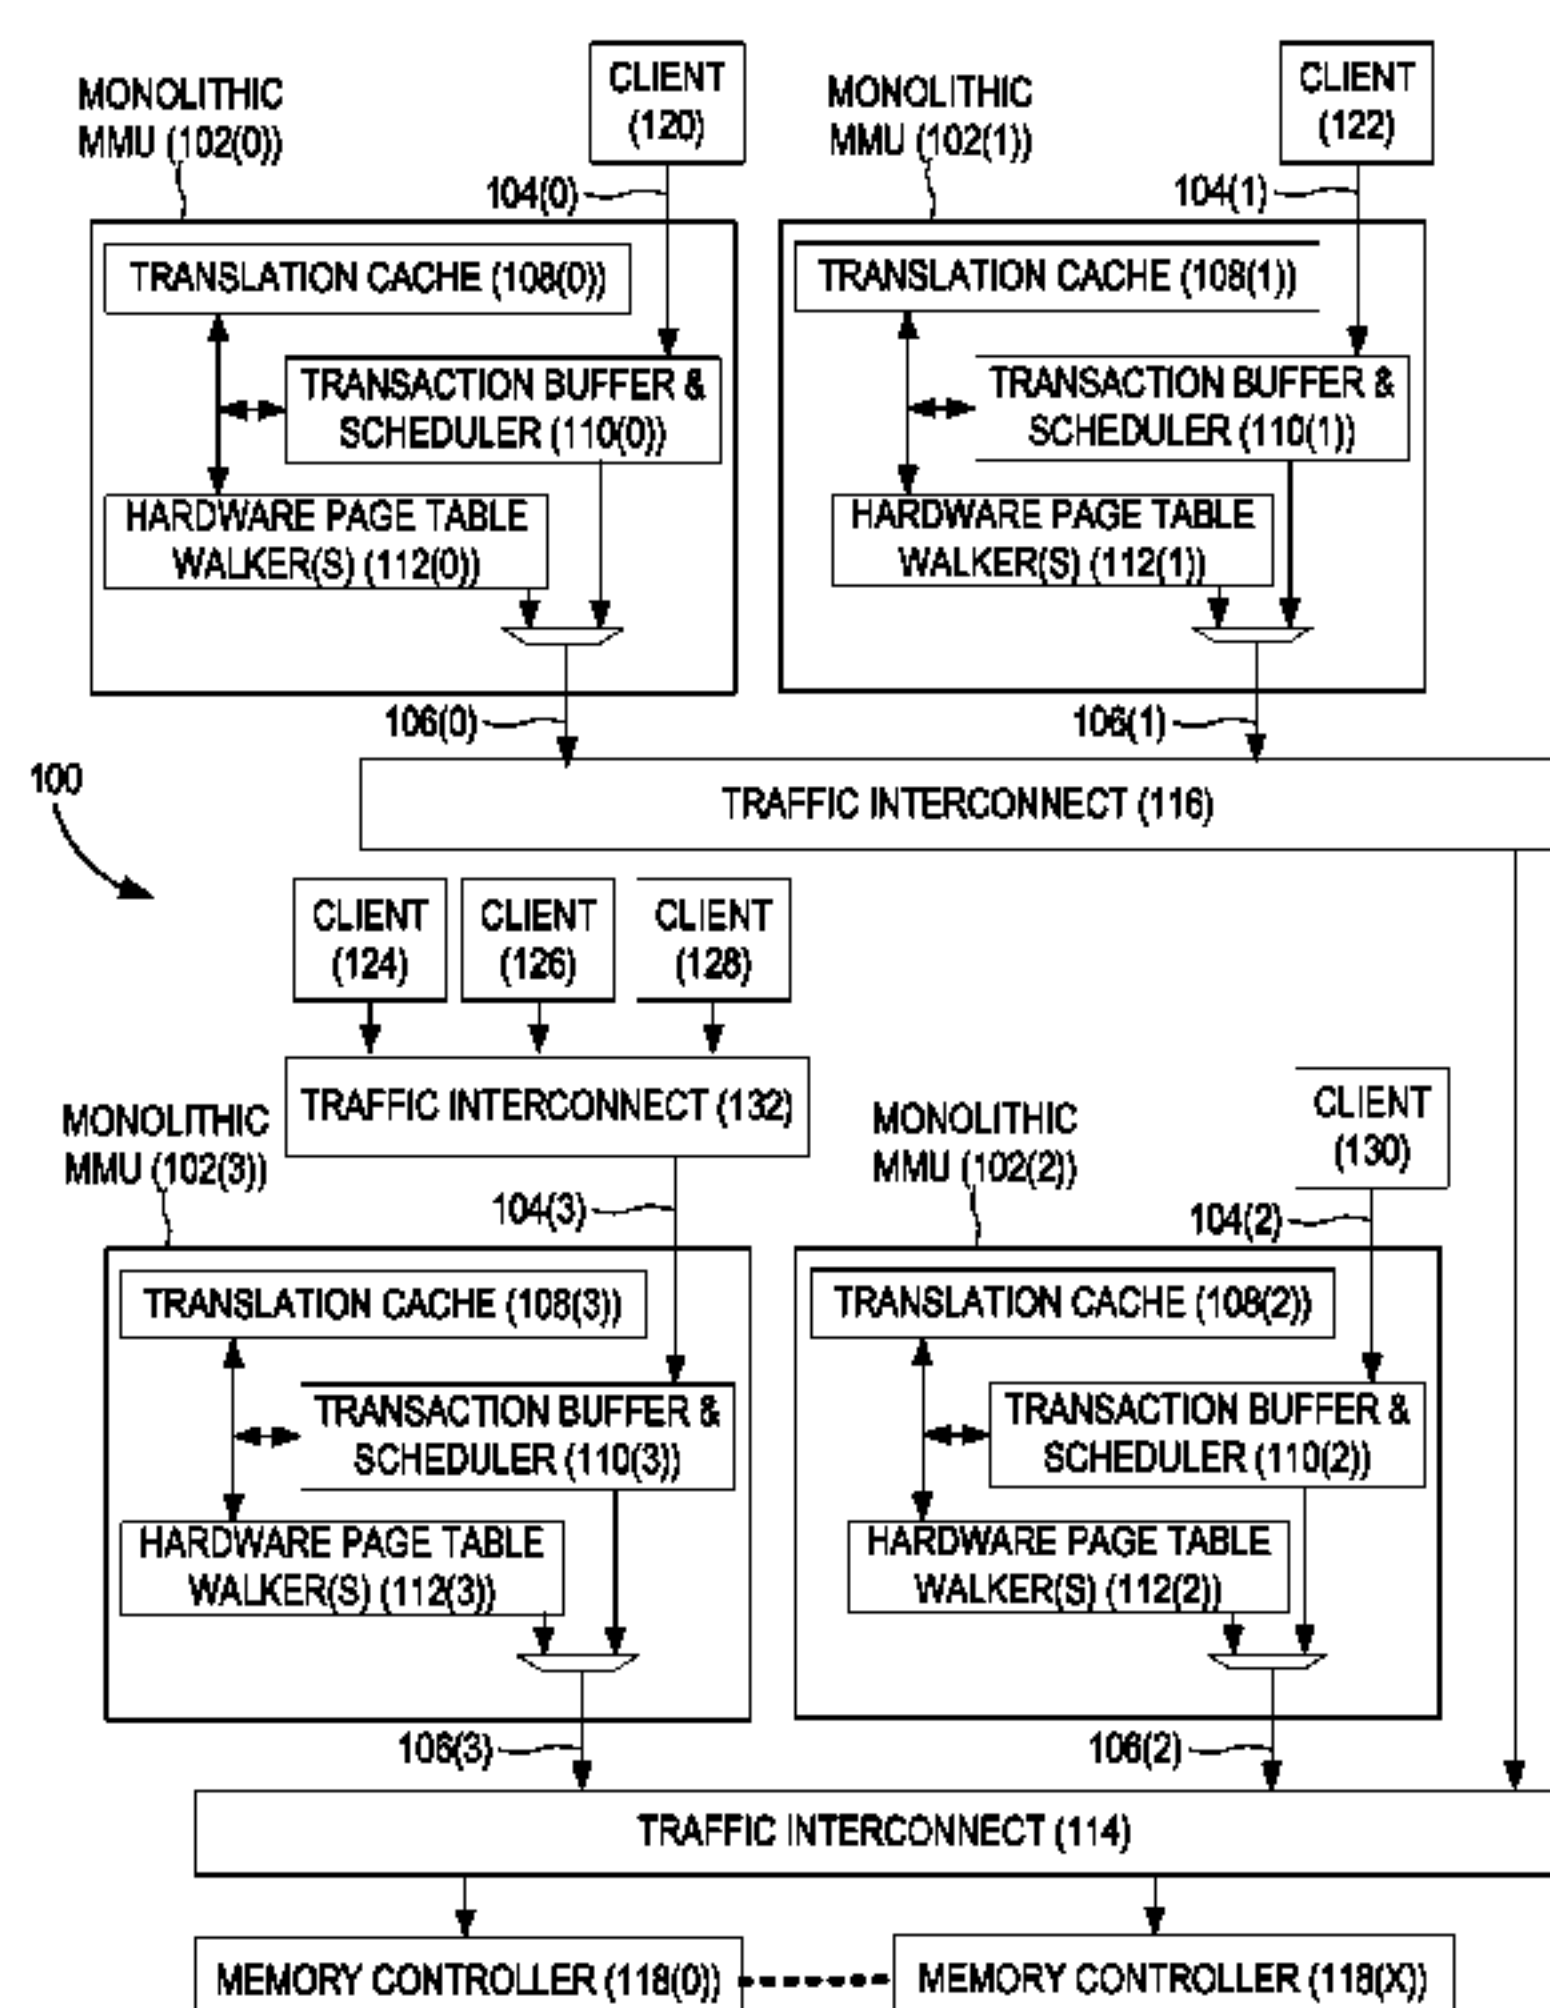 MONOLITHIC
MMU (102(0))
CLIENT
(120)
104(0)
TRANSLATION CACHE (108(0))
TRANSACTION BUFFER &
SCHEDULER (110(0))
HARDWARE PAGE TABLE
WALKER(S) (112(0))
106(0)
MONOLITHIC
MMU (102(1))
CLIENT
(122)
104(1)
TRANSLATION CACHE (108(1))
TRANSACTION BUFFER &
SCHEDULER (110(1))
HARDWARE PAGE TABLE
WALKER(S) (112(1))
106(1)
100
TRAFFIC INTERCONNECT (116)
CLIENT
(124)
CLIENT
(126)
CLIENT
(128)
TRAFFIC INTERCONNECT (132)
MONOLITHIC
MMU (102(3))
104(3)
TRANSLATION CACHE (108(3))
TRANSACTION BUFFER &
SCHEDULER (110(3))
HARDWARE PAGE TABLE
WALKER(S) (112(3))
106(3)
MONOLITHIC
MMU (102(2))
CLIENT
(130)
104(2)
TRANSLATION CACHE (108(2))
TRANSACTION BUFFER &
SCHEDULER (110(2))
HARDWARE PAGE TABLE
WALKER(S) (112(2))
106(2)
TRAFFIC INTERCONNECT (114)
MEMORY CONTROLLER (118(0))
MEMORY CONTROLLER (118(X))